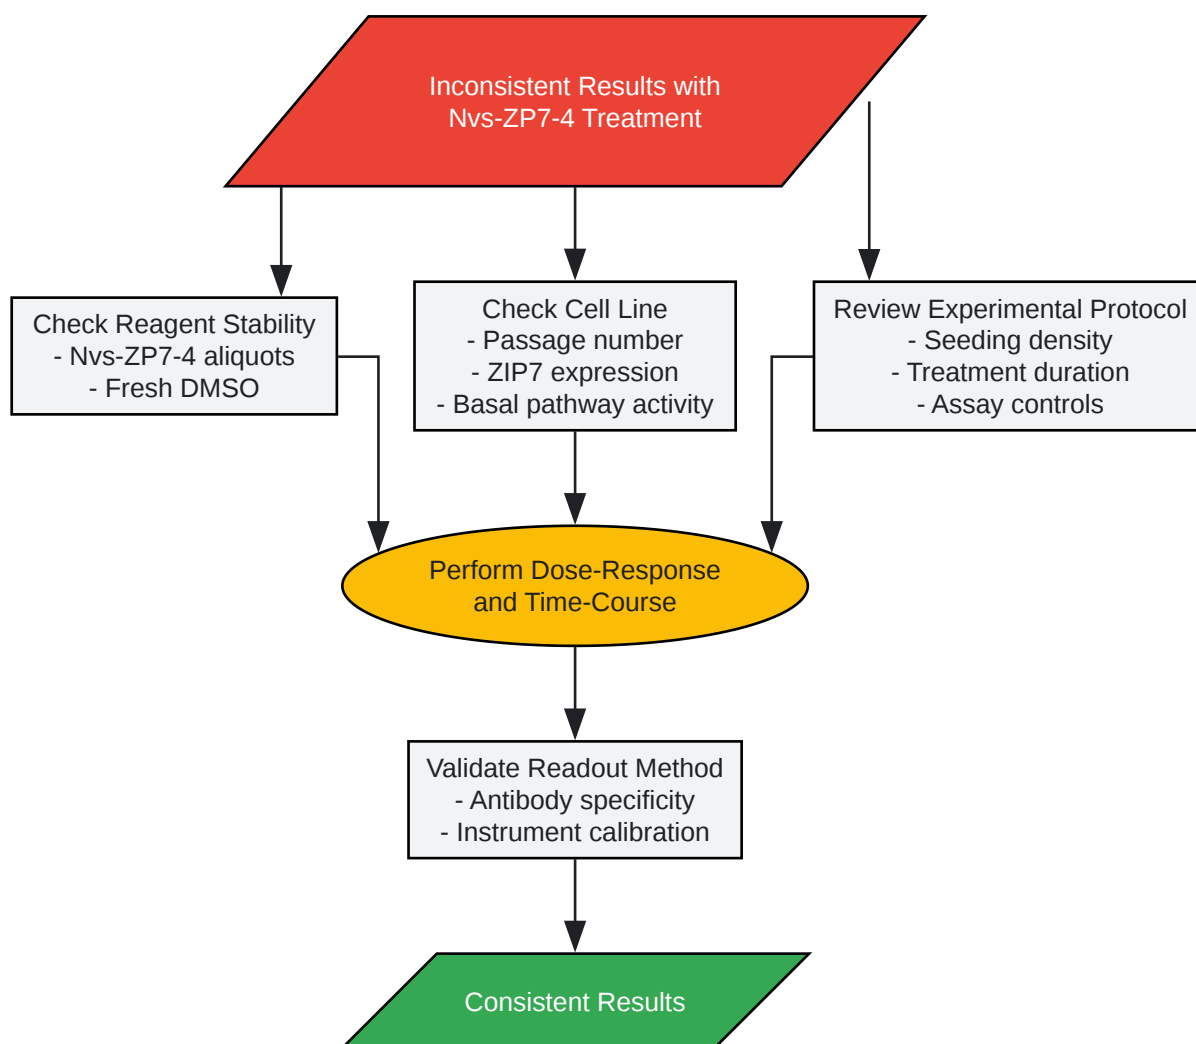 Inconsistent Results with
Nvs-ZP7-4 Treatment
Check Reagent Stability
- Nvs-ZP7-4 aliquots
- Fresh DMSO
Check Cell Line
- Passage number
- ZIP7 expression
- Basal pathway activity
Review Experimental Protocol
- Seeding density
- Treatment duration
- Assay controls
Perform Dose-Response
and Time-Course
Validate Readout Method
- Antibody specificity
- Instrument calibration
Consistent Results